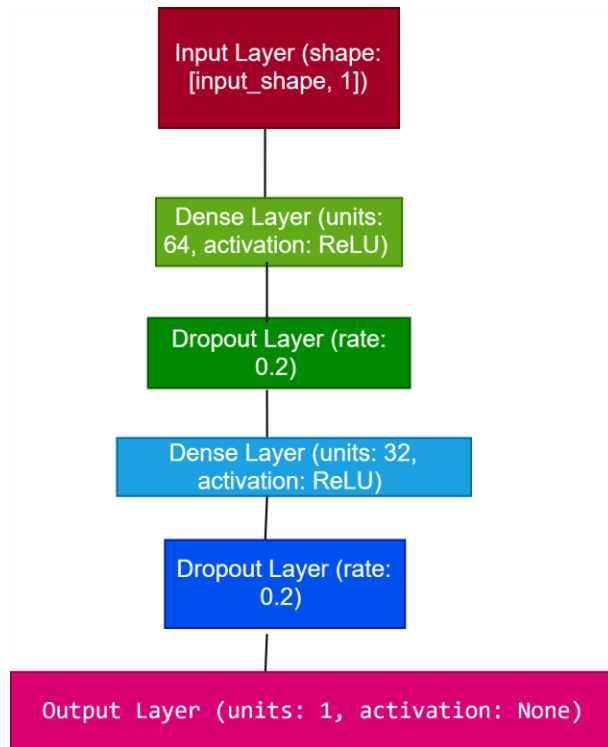 Input Layer (shape:
[input_shape, 1])
Dense Layer (units:
64, activation: ReLU)
Dropout Layer (rate:
0.2)
Dense Layer (units: 32,
activation: ReLU)
Dropout Layer (rate:
0.2)
Output Layer (units: 1, activation: None)